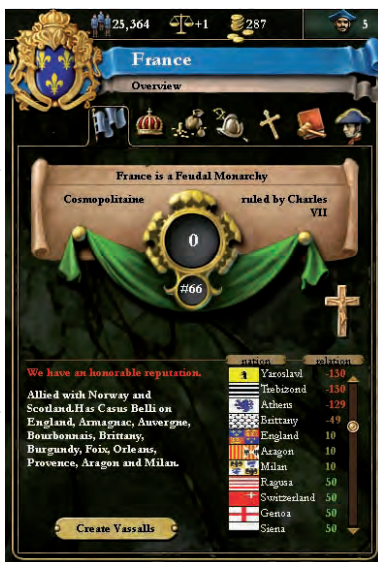 25,364 +1 287 5
France
Overview
France is a Feudal Monarchy
Cosmopolitaine ruled by Charles
VII
0
#66
We have an honorable reputation.
Allied with Norway and
Scotland.Has Casus Belli on
England, Armagnac, Auvergne,
Bourbonnais, Brittany,
Burgundy, Foix, Orleans,
Provence, Aragon and Milan.
Create Vassalls
nation relation
Yaroslavl -130
Trebizond -130
Athens -129
Brittany -49
England 10
Aragon 10
Milan 10
Ragusa 50
Switzerland 50
Genoa 50
Siena 50